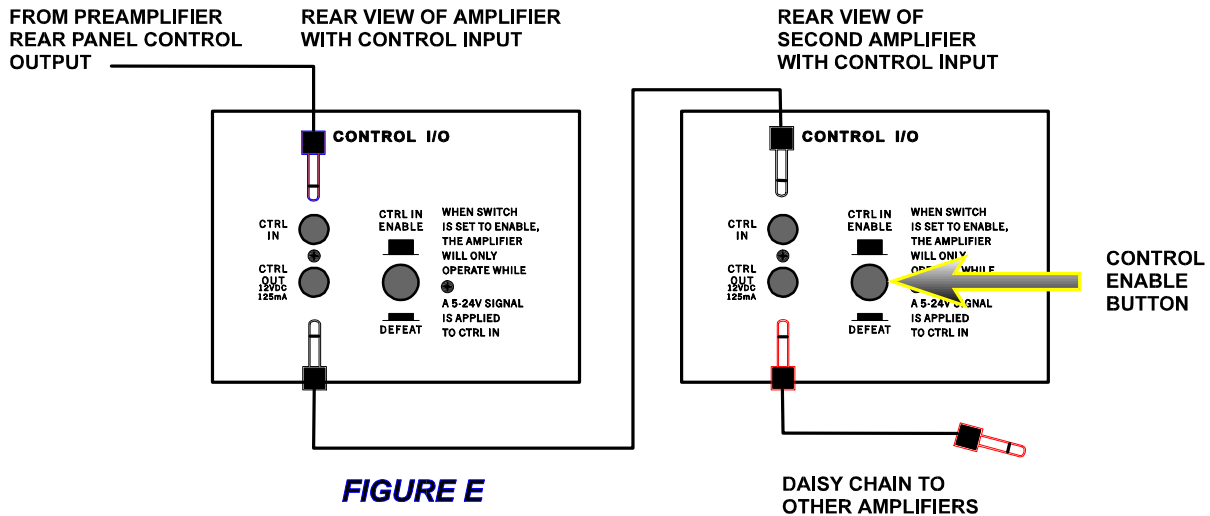 FROM PREAMPLIFIER
REAR PANEL CONTROL
OUTPUT
REAR VIEW OF AMPLIFIER
WITH CONTROL INPUT
REAR VIEW OF
SECOND AMPLIFIER
WITH CONTROL INPUT
CONTROL I/O
CTRL
IN
CTRL
OUT
12VDC
125mA
CTRL IN
ENABLE
DEFEAT
WHEN SWITCH
IS SET TO ENABLE,
THE AMPLIFIER
WILL ONLY
OPERATE WHILE
A 5-24V SIGNAL
IS APPLIED
TO CTRL IN
CONTROL I/O
CTRL
IN
CTRL
OUT
12VDC
125mA
CTRL IN
ENABLE
DEFEAT
WHEN SWITCH
IS SET TO ENABLE,
THE AMPLIFIER
WILL ONLY
OPERATE WHILE
A 5-24V SIGNAL
IS APPLIED
TO CTRL IN
CONTROL
ENABLE
BUTTON
FIGURE E
DAISY CHAIN TO
OTHER AMPLIFIERS